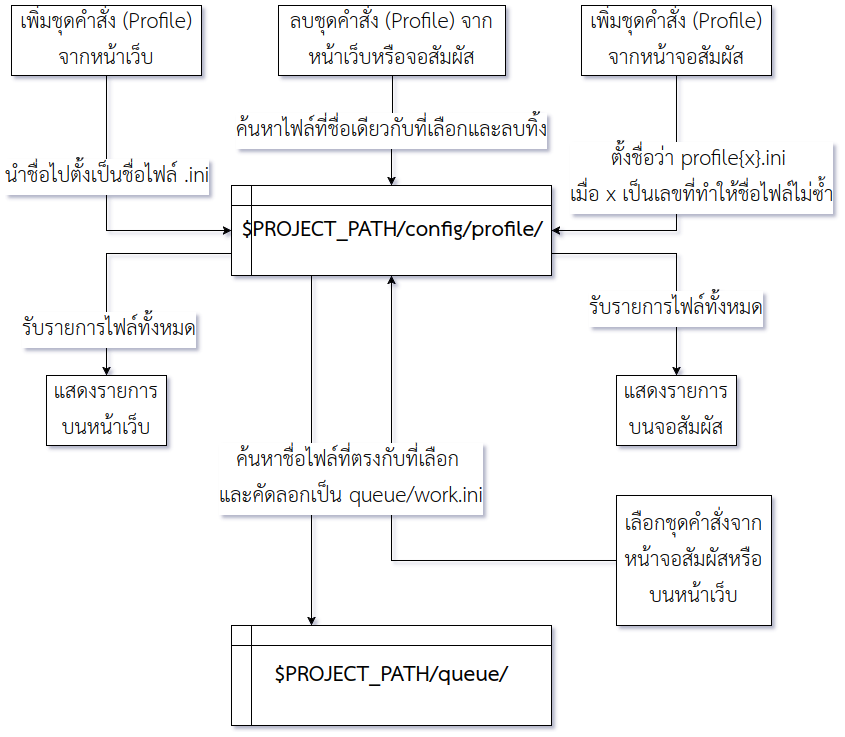 เพิ่มชุดคำสั่ง (Profile)
จากหน้าเว็บ
ลบชุดคำสั่ง (Profile) จาก
หน้าเว็บหรือจอสัมผัส
เพิ่มชุดคำสั่ง (Profile)
จากหน้าจอสัมผัส
ค้นหาไฟล์ที่ชื่อเดียวกับที่เลือกและลบทิ้ง
นำชื่อไปตั้งเป็นชื่อไฟล์ .ini
ตั้งชื่อว่า profile{x}.ini
เมื่อ x เป็นเลขที่ทำให้ชื่อไฟล์ไม่ซ้ำ
$PROJECT_PATH/config/profile/
รับรายการไฟล์ทั้งหมด
รับรายการไฟล์ทั้งหมด
แสดงรายการ
บนหน้าเว็บ
แสดงรายการ
บนจอสัมผัส
ค้นหาชื่อไฟล์ที่ตรงกับที่เลือก
และคัดลอกเป็น queue/work.ini
เลือกชุดคำสั่งจาก
หน้าจอสัมผัสหรือ
บนหน้าเว็บ
$PROJECT_PATH/queue/